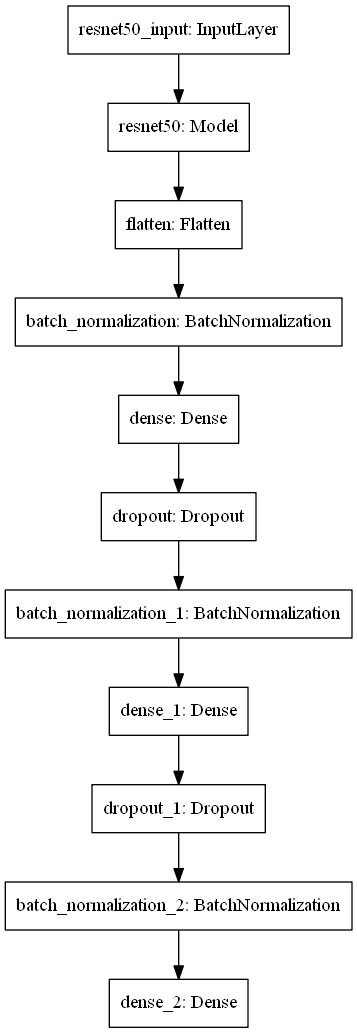 resnet50_input: InputLayer
resnet50: Model
flatten: Flatten
batch_normalization: BatchNormalization
dense: Dense
dropout: Dropout
batch_normalization_1: BatchNormalization
dense_1: Dense
dropout_1: Dropout
batch_normalization_2: BatchNormalization
dense_2: Dense